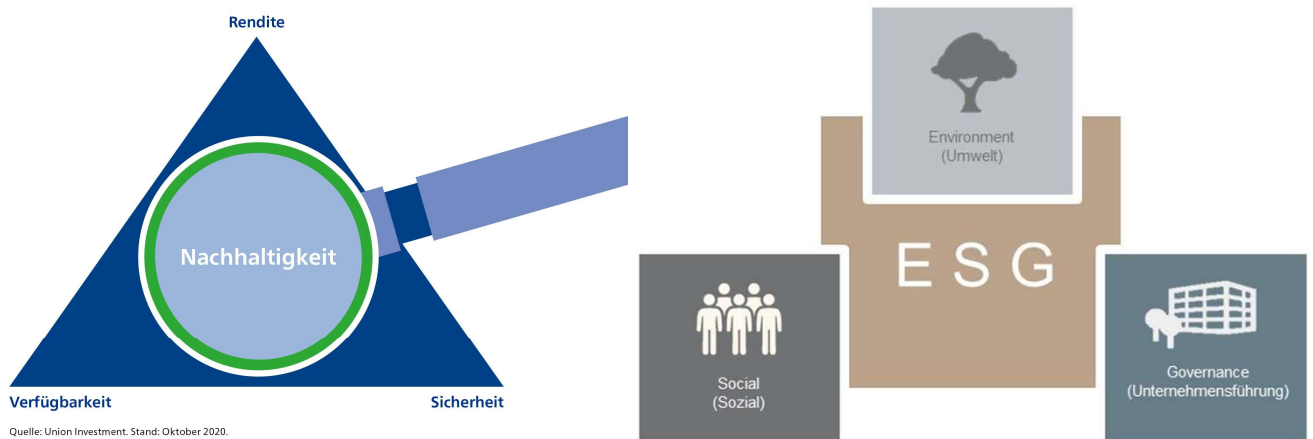 Rendite
Nachhaltigkeit
Verfügbarkeit
Sicherheit
Quelle: Union Investment. Stand: Oktober 2020.
Environment
(Umwelt)
E S G
Social
(Sozial)
Governance
(Unternehmensführung)